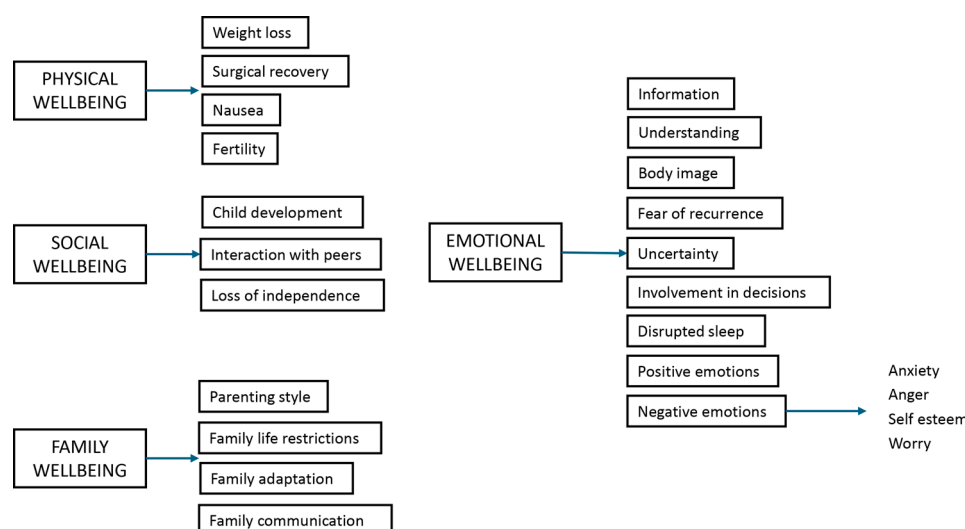 PHYSICAL
WELLBEING
Weight loss
Surgical recovery
Nausea
Fertility
SOCIAL
WELLBEING
Child development
Interaction with peers
Loss of independence
FAMILY
WELLBEING
Parenting style
Family life restrictions
Family adaptation
Family communication
EMOTIONAL
WELLBEING
Information
Understanding
Body image
Fear of recurrence
Uncertainty
Involvement in decisions
Disrupted sleep
Positive emotions
Negative emotions
Anxiety
Anger
Self esteem
Worry